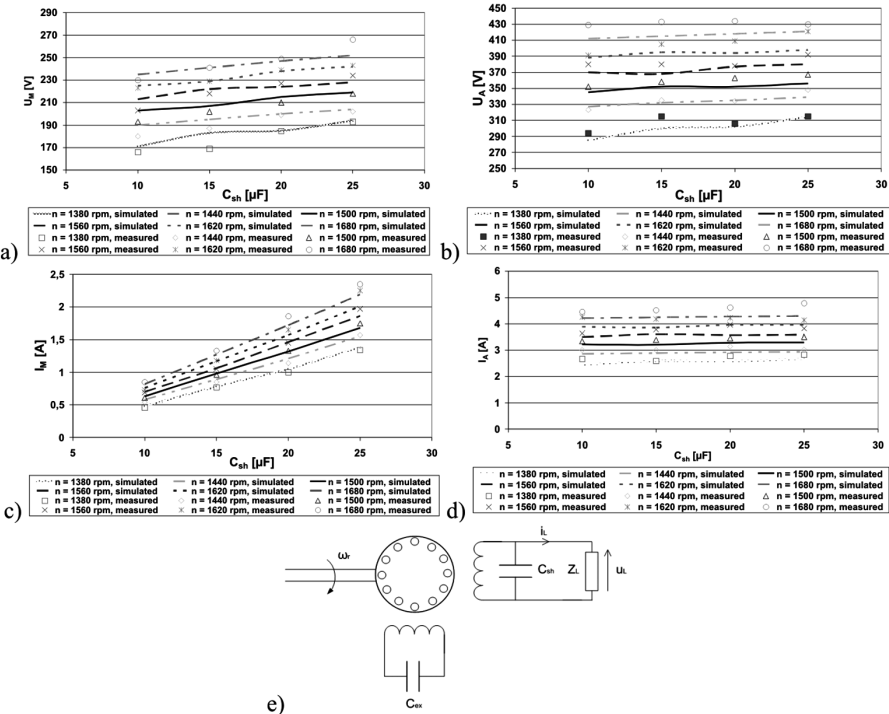 a)
U_M [V]
270
250
230
210
190
170
150
5 10 15 20 25 30
C_sh [µF]
n = 1380 rpm, simulated n = 1440 rpm, simulated n = 1500 rpm, simulated
n = 1560 rpm, simulated n = 1620 rpm, simulated n = 1680 rpm, simulated
n = 1380 rpm, measured n = 1440 rpm, measured n = 1500 rpm, measured
n = 1560 rpm, measured n = 1620 rpm, measured n = 1680 rpm, measured
b)
U_A [V]
450
430
410
390
370
350
330
310
290
270
250
5 10 15 20 25 30
C_sh [µF]
n = 1380 rpm, simulated n = 1440 rpm, simulated n = 1500 rpm, simulated
n = 1560 rpm, simulated n = 1620 rpm, simulated n = 1680 rpm, simulated
n = 1380 rpm, measured n = 1440 rpm, measured n = 1500 rpm, measured
n = 1560 rpm, measured n = 1620 rpm, measured n = 1680 rpm, measured
c)
I_M [A]
2,5
2
1,5
1
0,5
0
5 10 15 20 25 30
C_sh [µF]
n = 1380 rpm, simulated n = 1440 rpm, simulated n = 1500 rpm, simulated
n = 1560 rpm, simulated n = 1620 rpm, simulated n = 1680 rpm, simulated
n = 1380 rpm, measured n = 1440 rpm, measured n = 1500 rpm, measured
n = 1560 rpm, measured n = 1620 rpm, measured n = 1680 rpm, measured
d)
I_A [A]
6
5
4
3
2
1
0
5 10 15 20 25 30
C_sh [µF]
n = 1380 rpm, simulated n = 1440 rpm, simulated n = 1500 rpm, simulated
n = 1560 rpm, simulated n = 1620 rpm, simulated n = 1680 rpm, simulated
n = 1380 rpm, measured n = 1440 rpm, measured n = 1500 rpm, measured
n = 1560 rpm, measured n = 1620 rpm, measured n = 1680 rpm, measured
e)
ω_r
i_L
C_sh Z_L u_L
C_ex